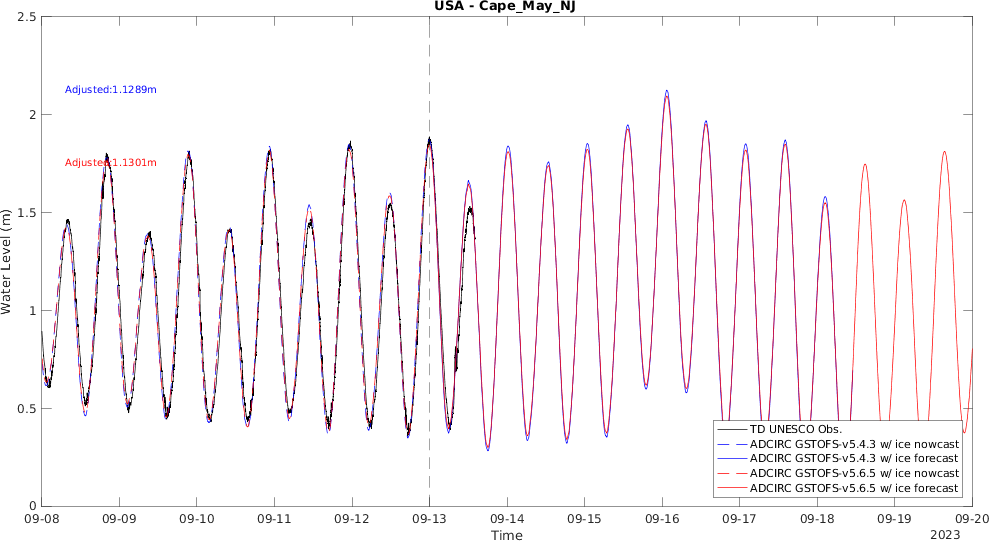 USA - Cape_May_NJ
2.5
Adjusted:1.1289m
2
Adjusted:1.1301m
1.5
Water Level (m)
1
0.5
0
TD UNESCO Obs.
ADCIRC GSTOFS-v5.4.3 w/ ice nowcast
ADCIRC GSTOFS-v5.4.3 w/ ice forecast
ADCIRC GSTOFS-v5.6.5 w/ ice nowcast
ADCIRC GSTOFS-v5.6.5 w/ ice forecast
09-08 09-09 09-10 09-11 09-12 09-13 09-14 09-15 09-16 09-17 09-18 09-19 09-20
Time
2023